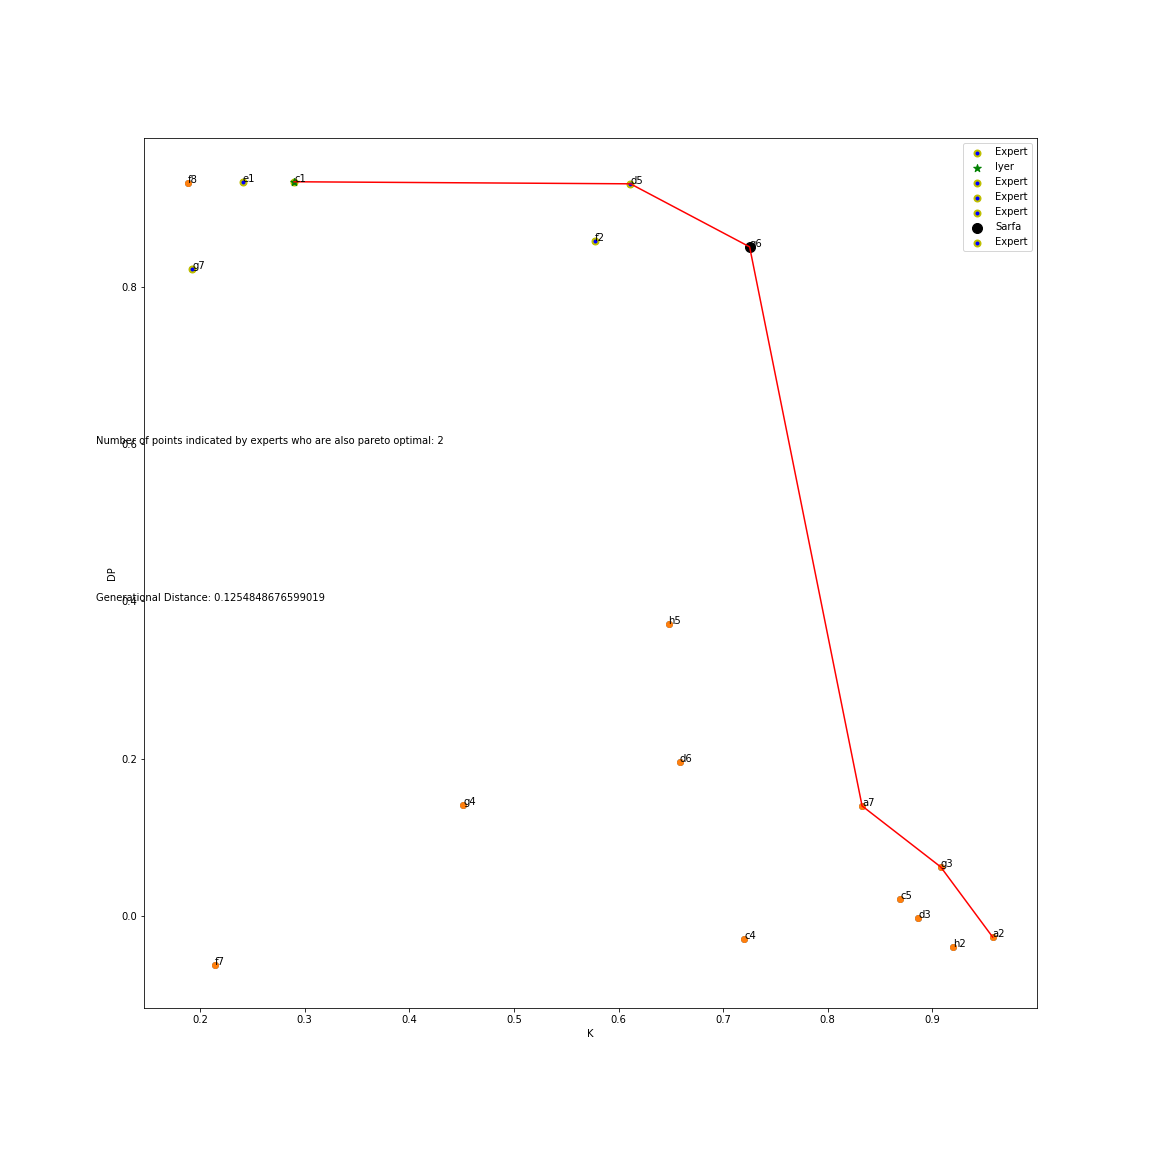 Expert
Iyer
Expert
Expert
Expert
Sarfa
Expert
f8
e1
c1
d5
f2
g7
0.8
Number of points indicated by experts who are also pareto optimal: 2
0.6
DP
Generational Distance: 0.1254848676599019
0.4
h5
0.2
d6
g4
a7
g3
c5
0.0
d3
a2
c4
h2
f7
0.2 0.3 0.4 0.5 0.6 0.7 0.8 0.9
K